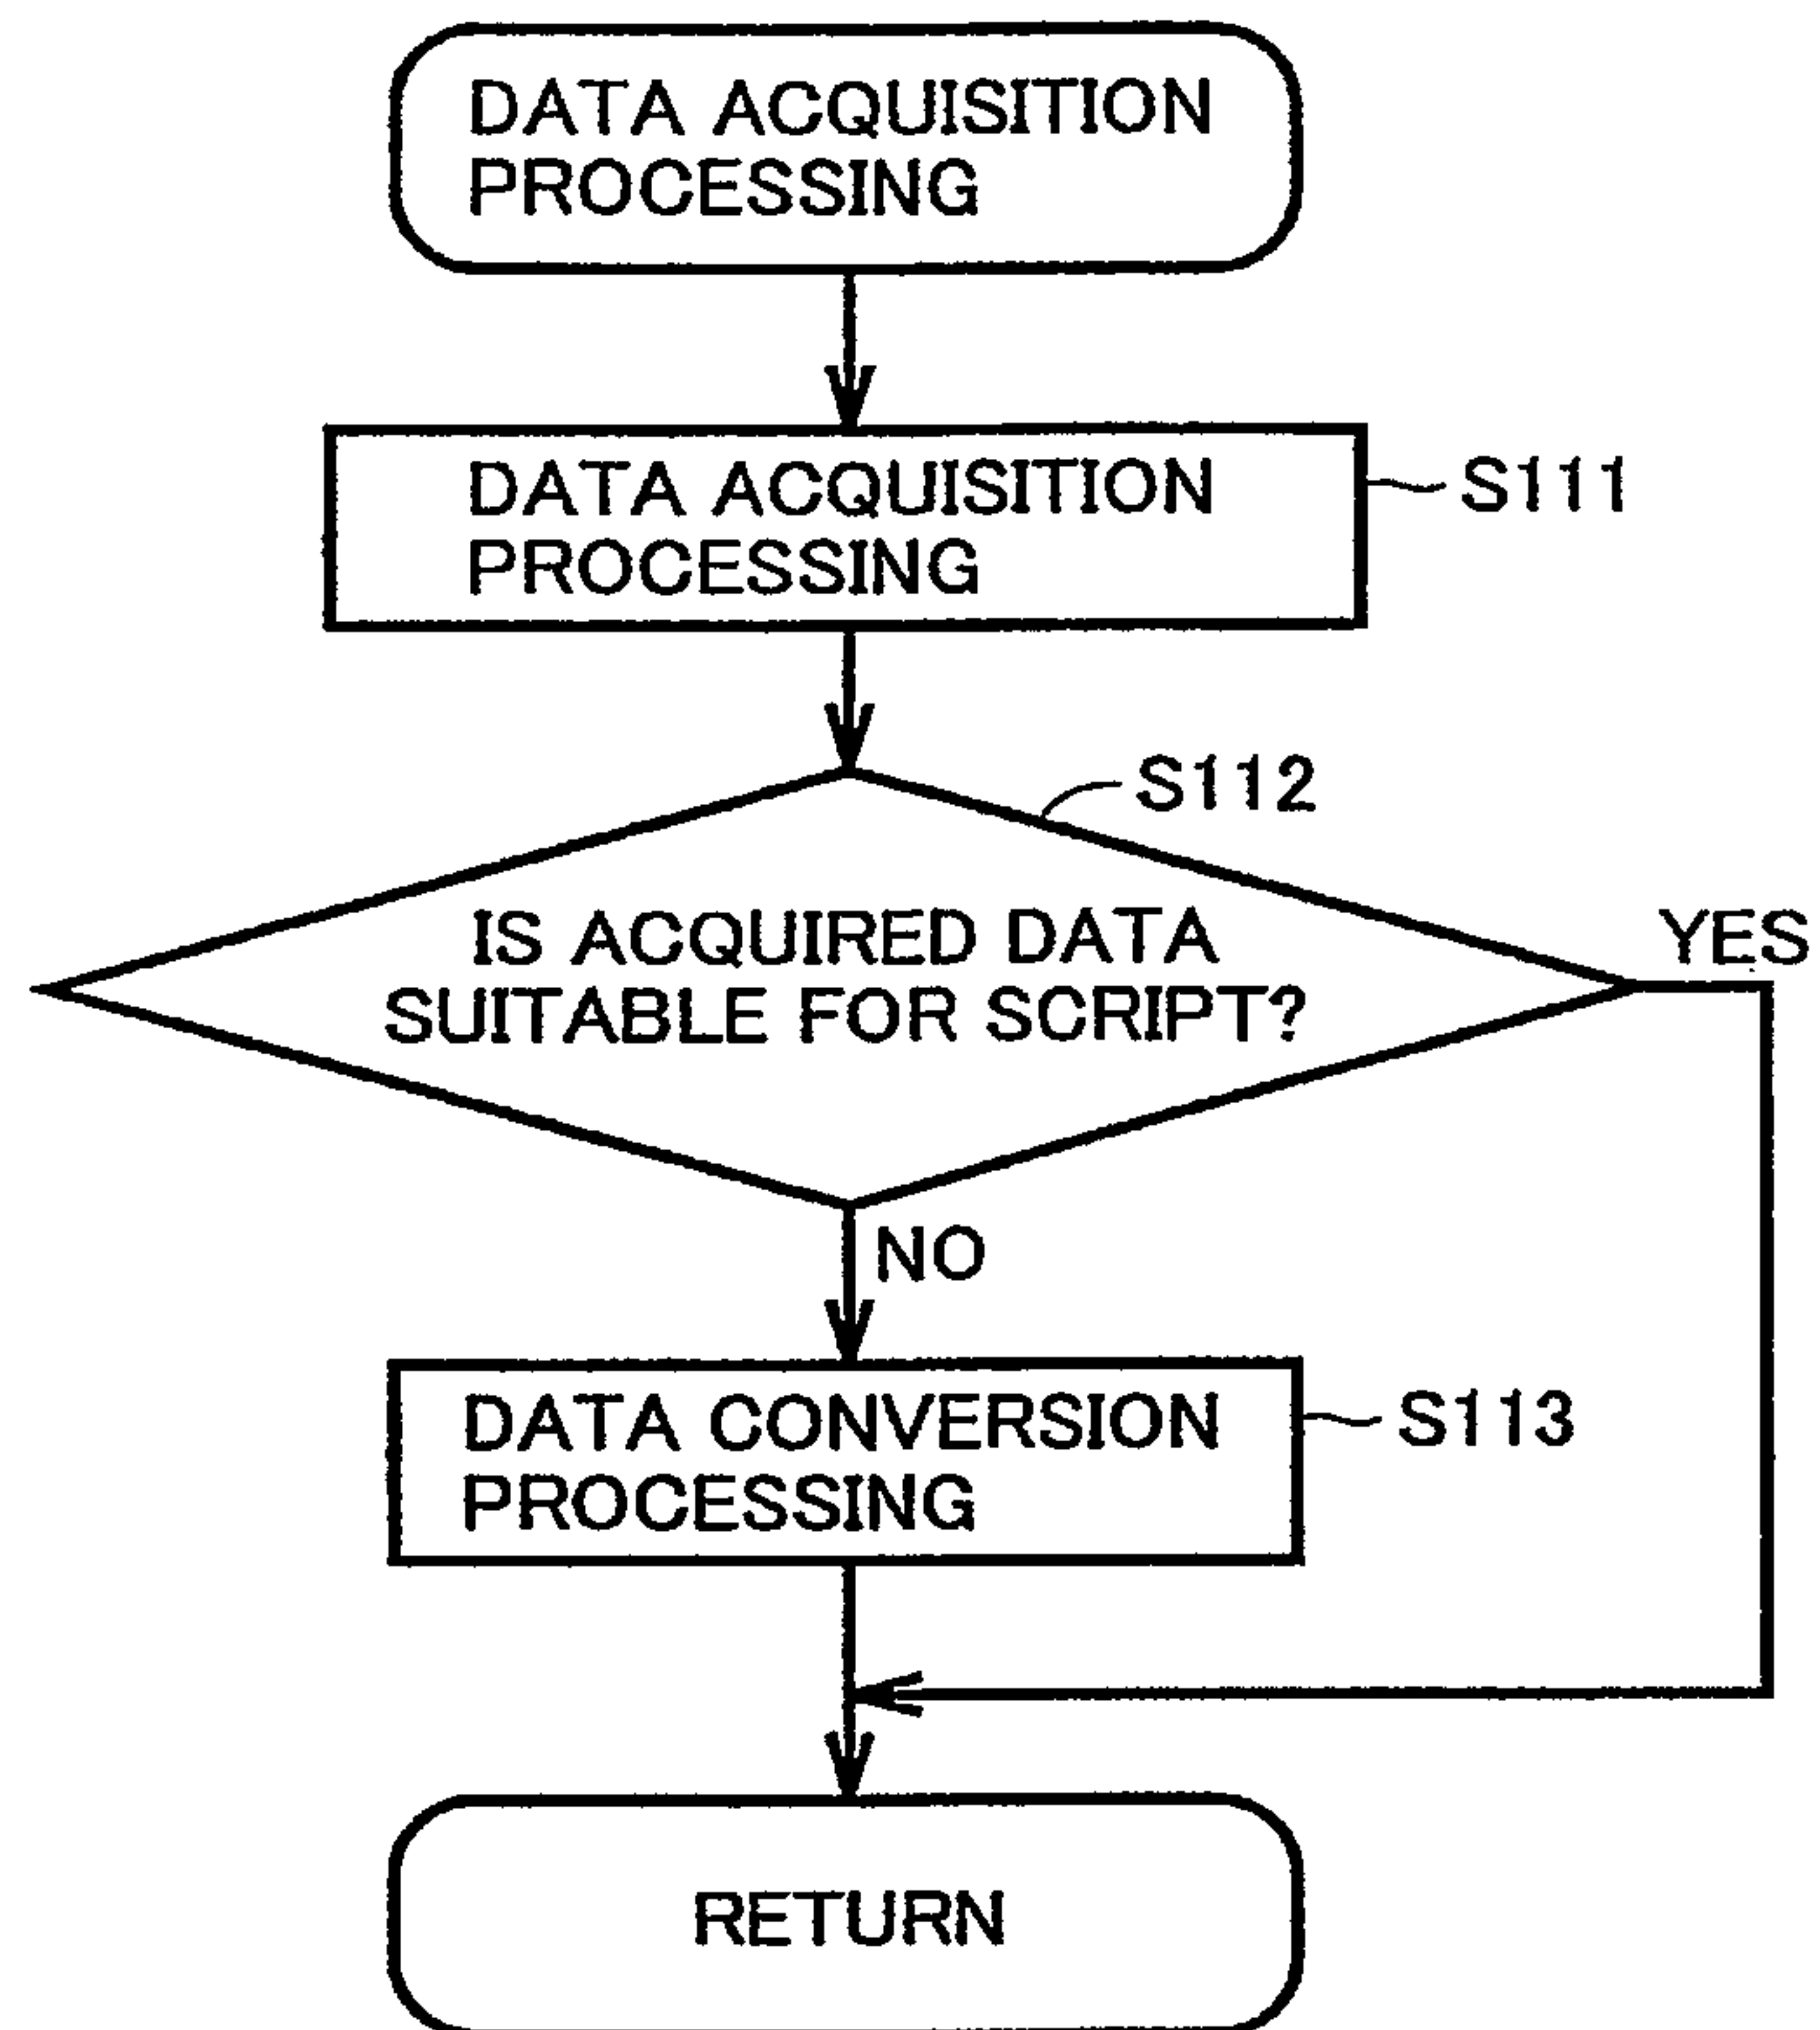 DATA ACQUISITION
PROCESSING
DATA ACQUISITION
PROCESSING
S111
S112
IS ACQUIRED DATA
SUITABLE FOR SCRIPT?
YES
NO
DATA CONVERSION
PROCESSING
S113
RETURN